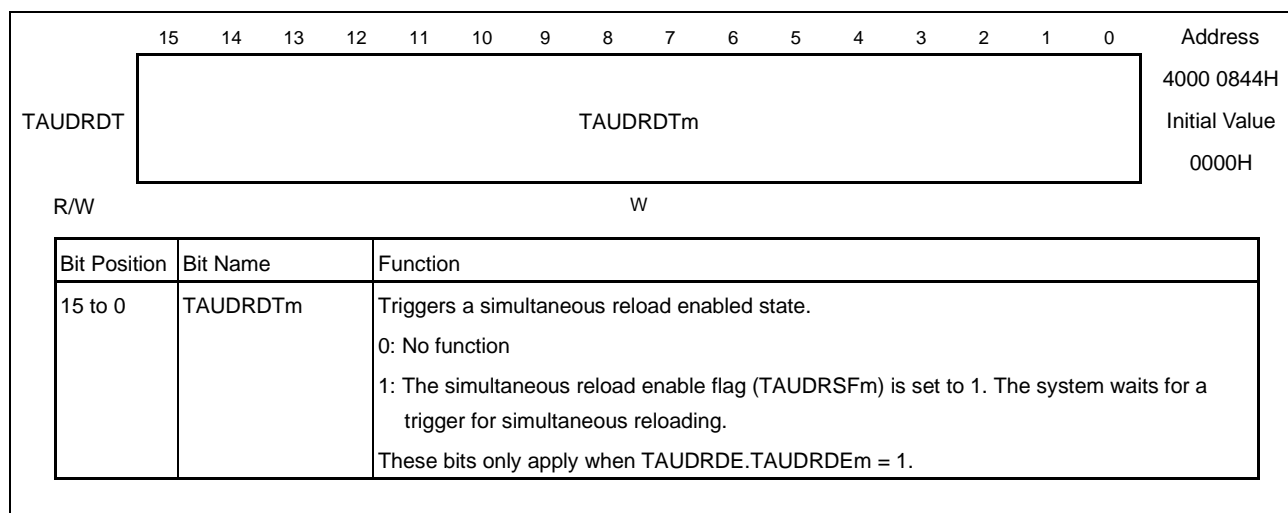 15 14 13 12 11 10 9 8 7 6 5 4 3 2 1 0 Address
4000 0844H
TAUDRDT TAUDRDTm Initial Value
0000H
R/W W
Bit Position Bit Name Function
15 to 0 TAUDRDTm Triggers a simultaneous reload enabled state.
0: No function
1: The simultaneous reload enable flag (TAUDRSFm) is set to 1. The system waits for a
trigger for simultaneous reloading.
These bits only apply when TAUDRDE.TAUDRDEm = 1.